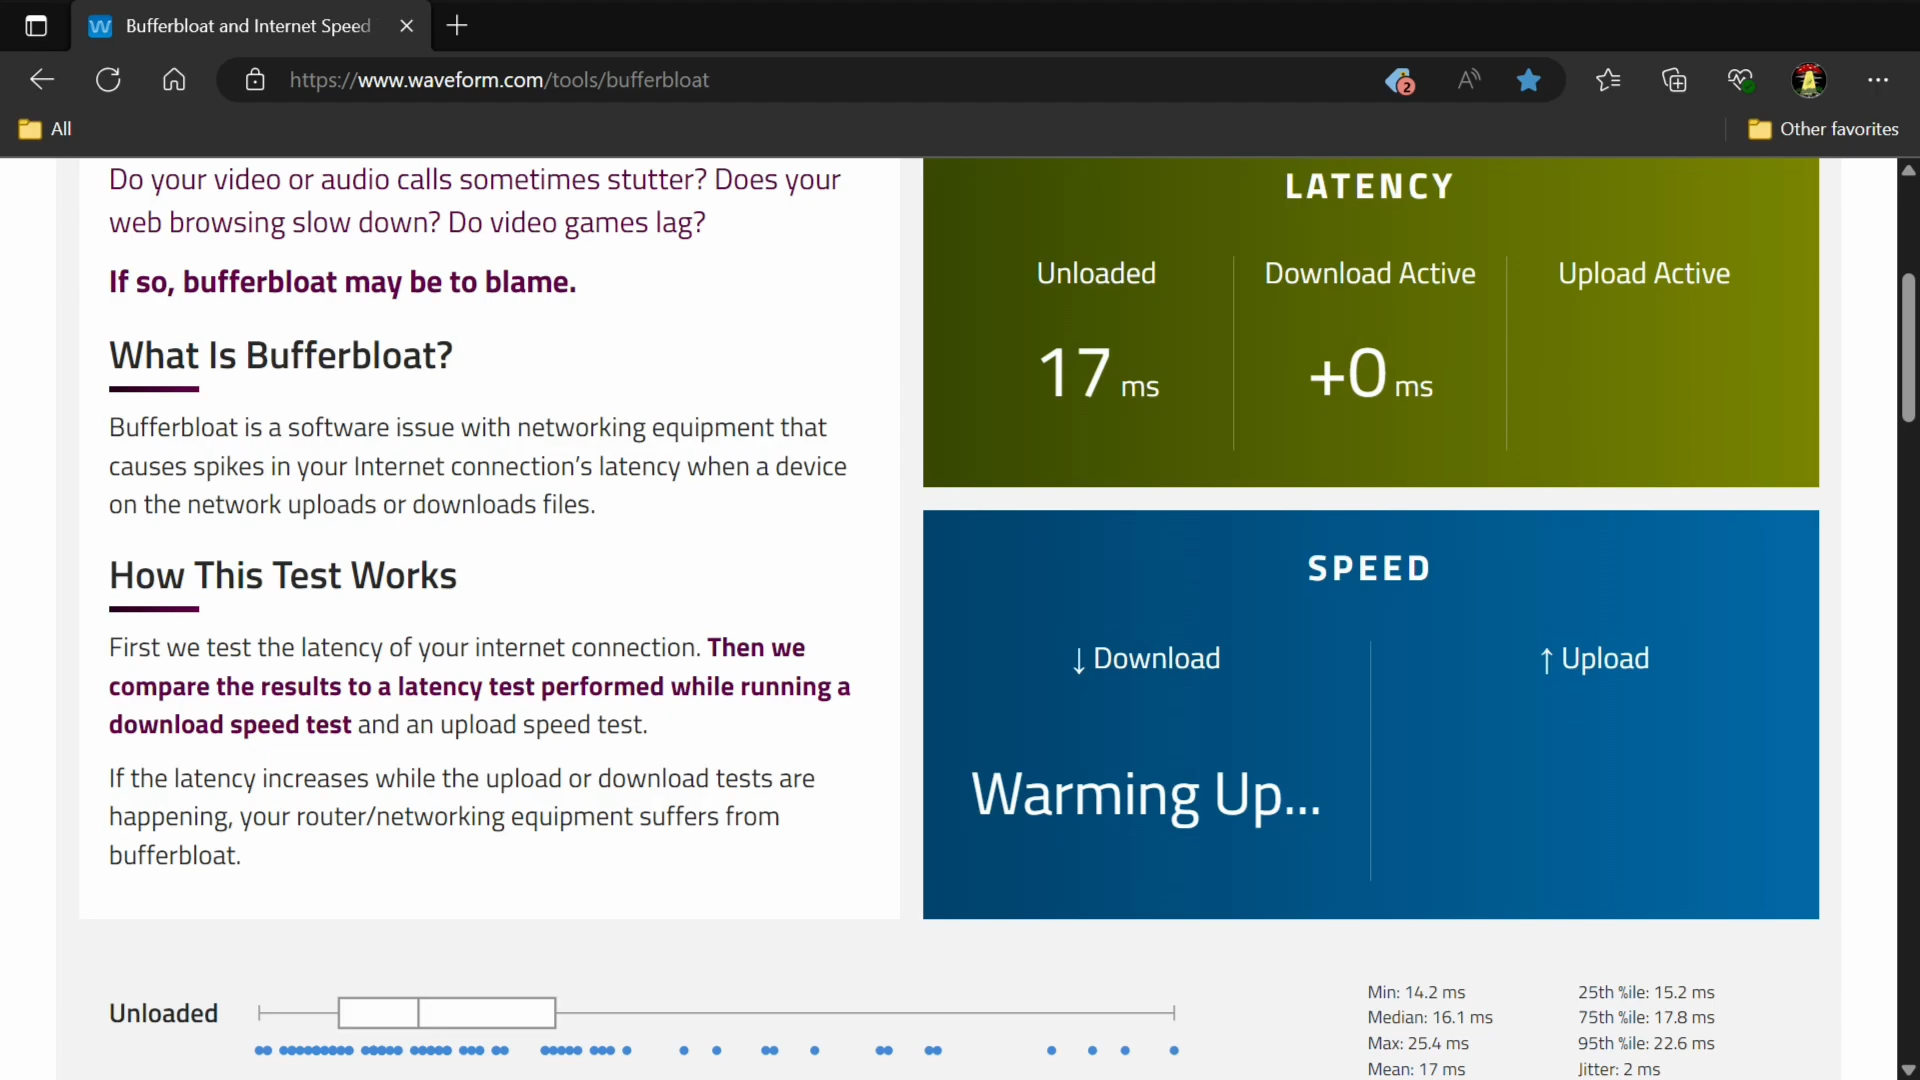 Bufferbloat and Internet Speed
https://www.waveform.com/tools/bufferbloat
2
All
Other favorites
Do your video or audio calls sometimes stutter? Does your
web browsing slow down? Do video games lag?
If so, bufferbloat may be to blame.
What Is Bufferbloat?
Bufferbloat is a software issue with networking equipment that
causes spikes in your Internet connection’s latency when a device
on the network uploads or downloads files.
How This Test Works
First we test the latency of your internet connection. Then we
compare the results to a latency test performed while running a
download speed test and an upload speed test.
If the latency increases while the upload or download tests are
happening, your router/networking equipment suffers from
bufferbloat.
LATENCY
Unloaded Download Active Upload Active
17 ms +0 ms
SPEED
↓ Download ↑ Upload
Warming Up...
Unloaded
Min: 14.2 ms 25th %ile: 15.2 ms
Median: 16.1 ms 75th %ile: 17.8 ms
Max: 25.4 ms 95th %ile: 22.6 ms
Mean: 17 ms Jitter: 2 ms